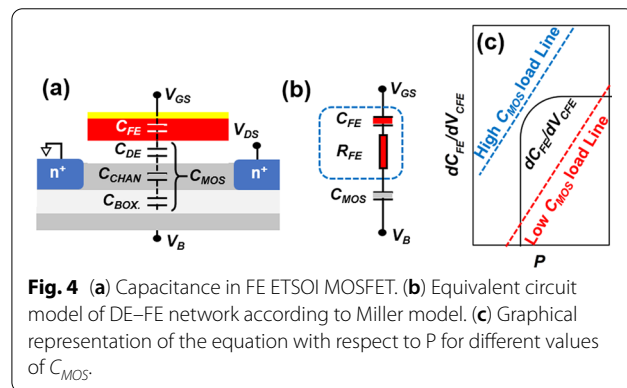 (a)
V_GS
C_FE
V_DS
C_DE
n+
C_CHAN
C_MOS
n+
C_BOX.
V_B
(b)
V_GS
C_FE
R_FE
C_MOS
V_B
(c)
High C_MOS load Line
dC_FE/dV_CFE
dC_FE/dV_CFE
Low C_MOS load Line
P
Fig. 4 (a) Capacitance in FE ETSOI MOSFET. (b) Equivalent circuit
model of DE–FE network according to Miller model. (c) Graphical
representation of the equation with respect to P for different values
of C_MOS.